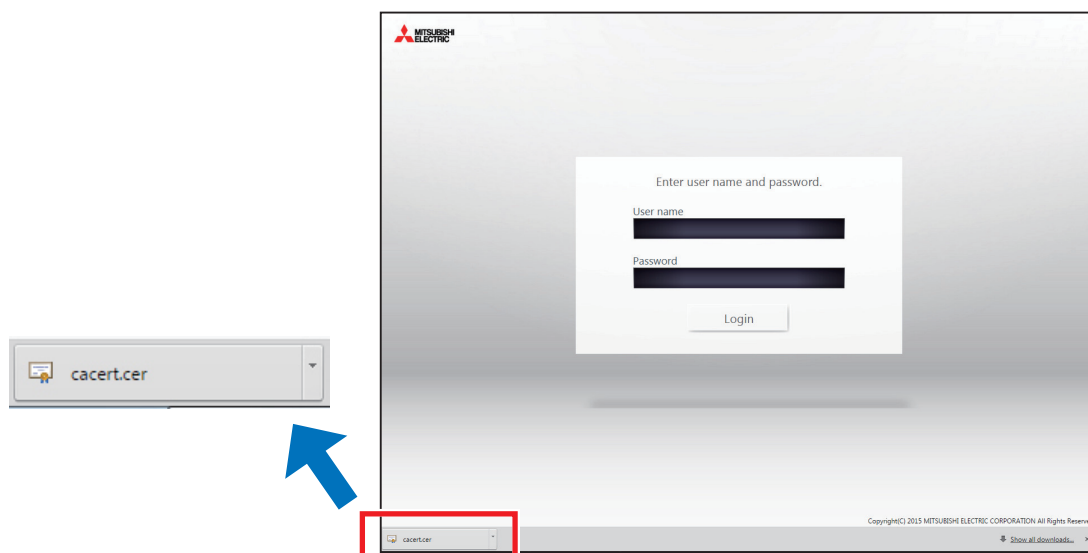 MITSUBISHI
ELECTRIC
Enter user name and password.
User name
Password
Login
cacert.cer
Copyright(C) 2015 MITSUBISHI ELECTRIC CORPORATION All Rights Reserve
cacert.cer
Show all downloads...